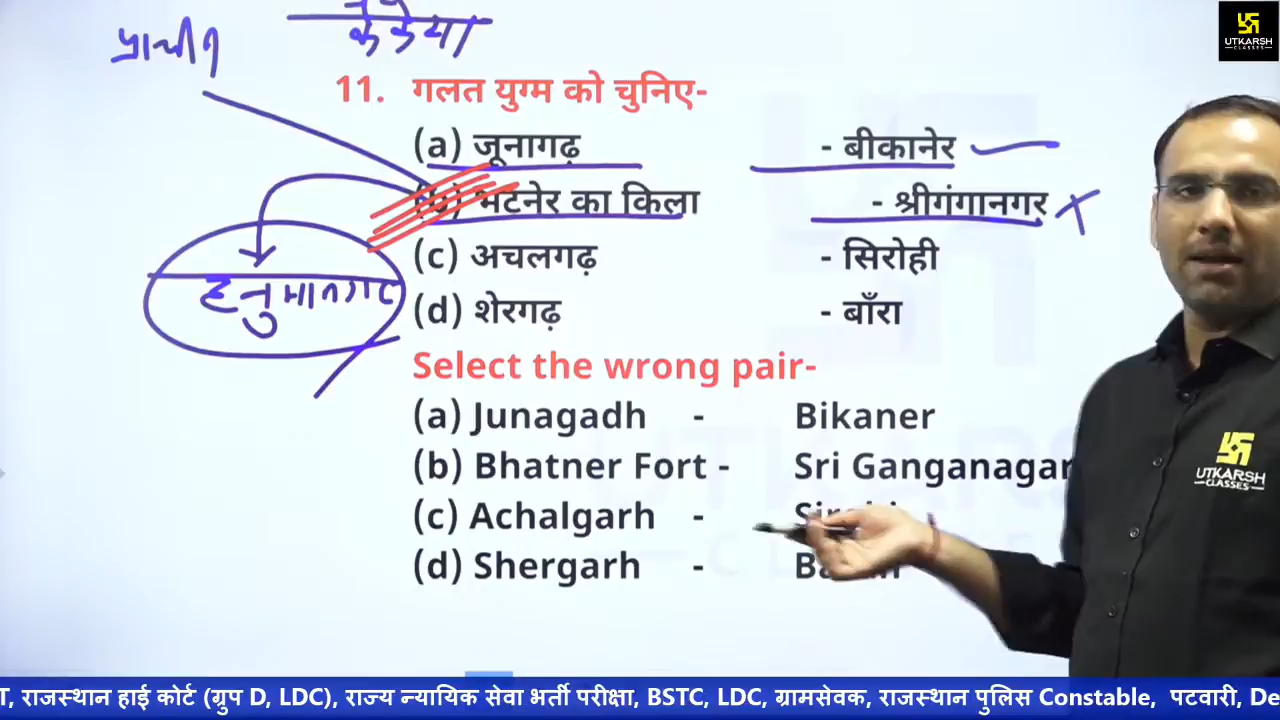 प्राचीन
UTKARSH
CLASSES
11. गलत युग्म को चुनिए-
(a) जूनागढ़ - बीकानेर
(b) भटनेर का किला - श्रीगंगानगर
(c) अचलगढ़ - सिरोही
हनुमानगढ
(d) शेरगढ़ - बाँरा
Select the wrong pair-
(a) Junagadh - Bikaner
(b) Bhatner Fort - Sri Ganganagar
UTKARSH
CLASSES
(c) Achalgarh -
(d) Shergarh -
T, राजस्थान हाई कोर्ट (ग्रुप D, LDC), राज्य न्यायिक सेवा भर्ती परीक्षा, BSTC, LDC, ग्रामसेवक, राजस्थान पुलिस Constable, पटवारी, De